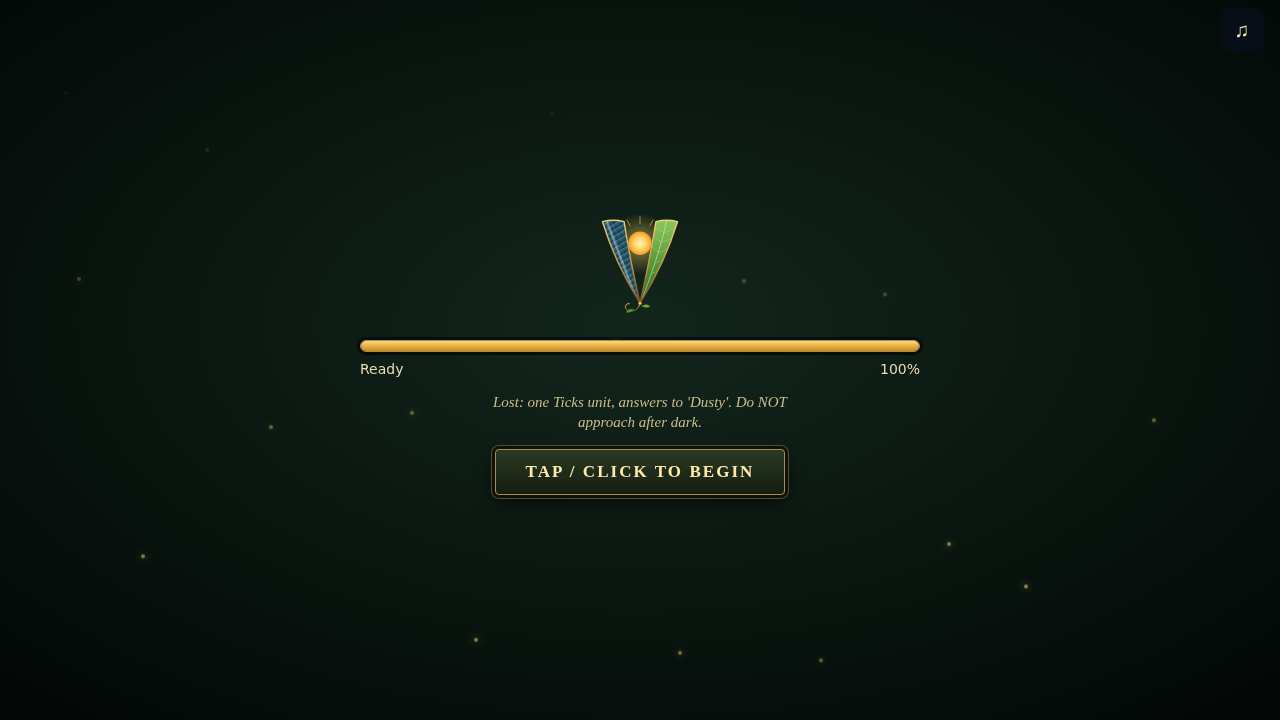 Ready 100%
Lost: one Ticks unit, answers to 'Dusty'. Do NOT
approach after dark.
TAP / CLICK TO BEGIN